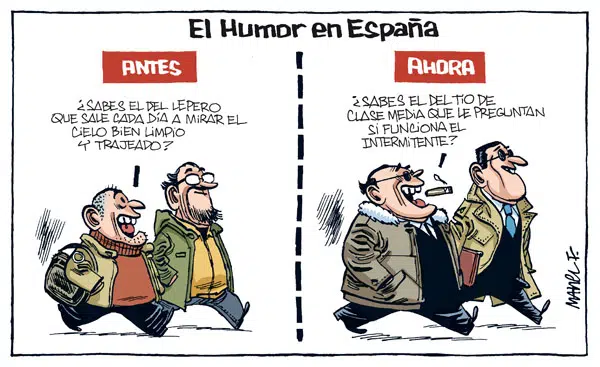 El Humor en España
ANTES
¿SABES EL DEL LEPERO
QUE SALE CADA DÍA A MIRAR EL
CIELO BIEN LIMPIO
Y TRAJEADO?
AHORA
¿SABES EL DEL TÍO DE
CLASE MEDIA QUE LE PREGUNTAN
SI FUNCIONA EL
INTERMITENTE?
MANEL F.